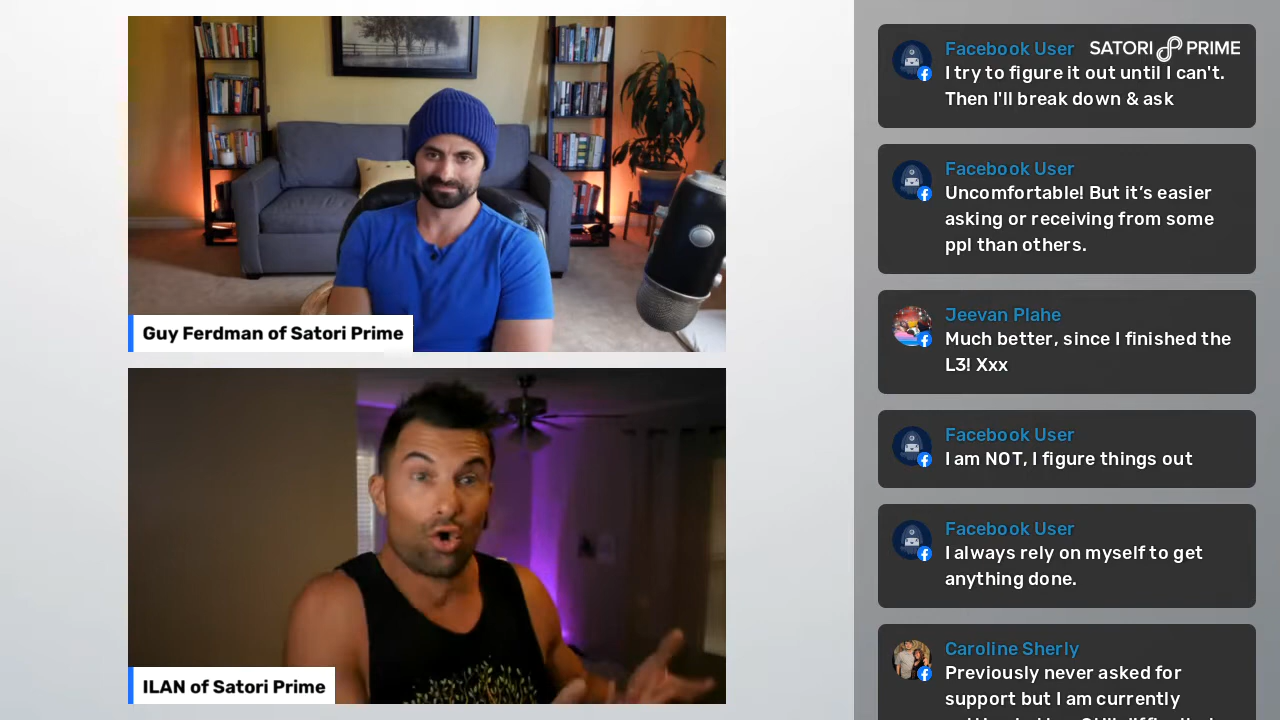 Guy Ferdman of Satori Prime
ILAN of Satori Prime
SATORI PRIME
Facebook User
I try to figure it out until I can't.
Then I'll break down & ask
Facebook User
Uncomfortable! But it’s easier
asking or receiving from some
ppl than others.
Jeevan Plahe
Much better, since I finished the
L3! Xxx
Facebook User
I am NOT, I figure things out
Facebook User
I always rely on myself to get
anything done.
Caroline Sherly
Previously never asked for
support but I am currently